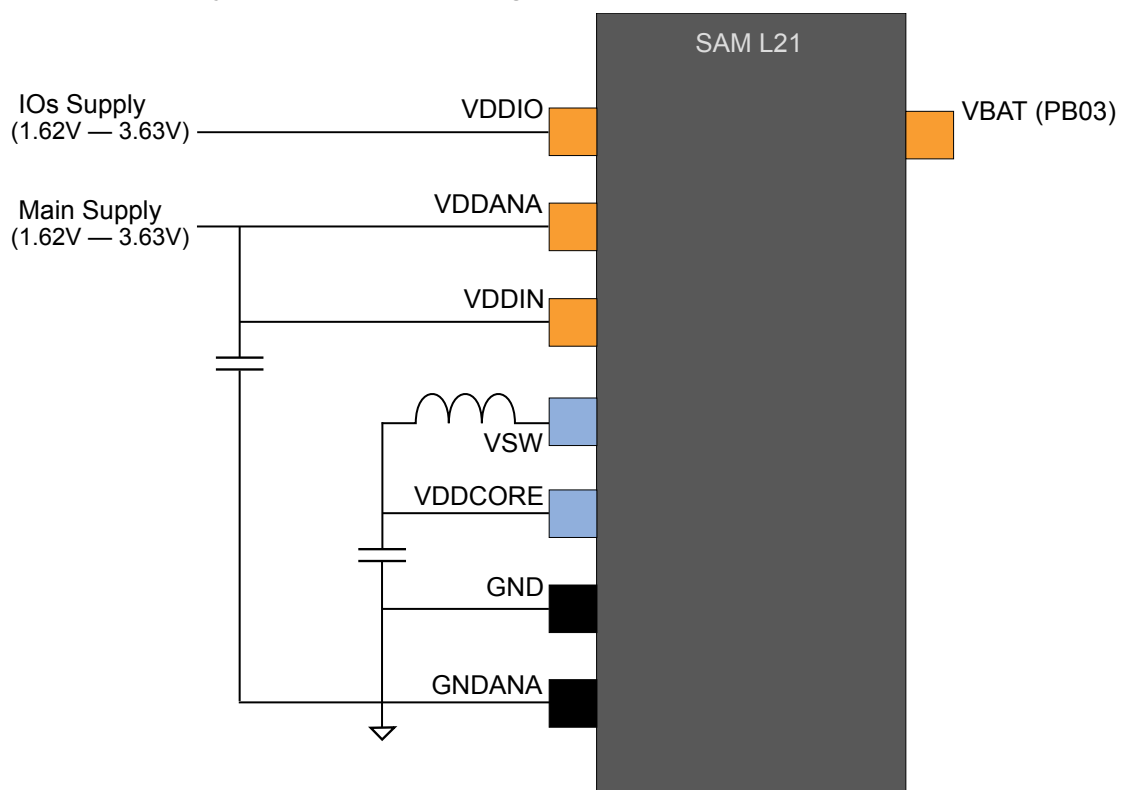 SAM L21
IOs Supply
(1.62V — 3.63V)
VDDIO
VBAT (PB03)
Main Supply
(1.62V — 3.63V)
VDDANA
VDDIN
VSW
VDDCORE
GND
GNDANA